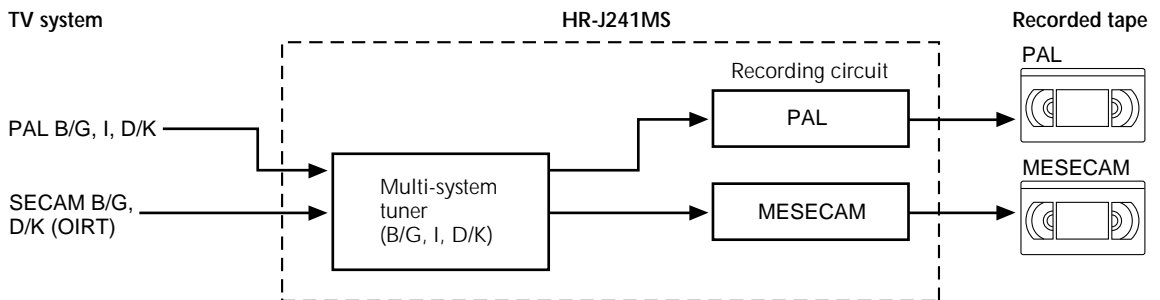 TV system
HR-J241MS
Recorded tape
PAL
Recording circuit
PAL
PAL B/G, I, D/K
MESECAM
Multi-system
tuner
(B/G, I, D/K)
SECAM B/G,
D/K (OIRT)
MESECAM